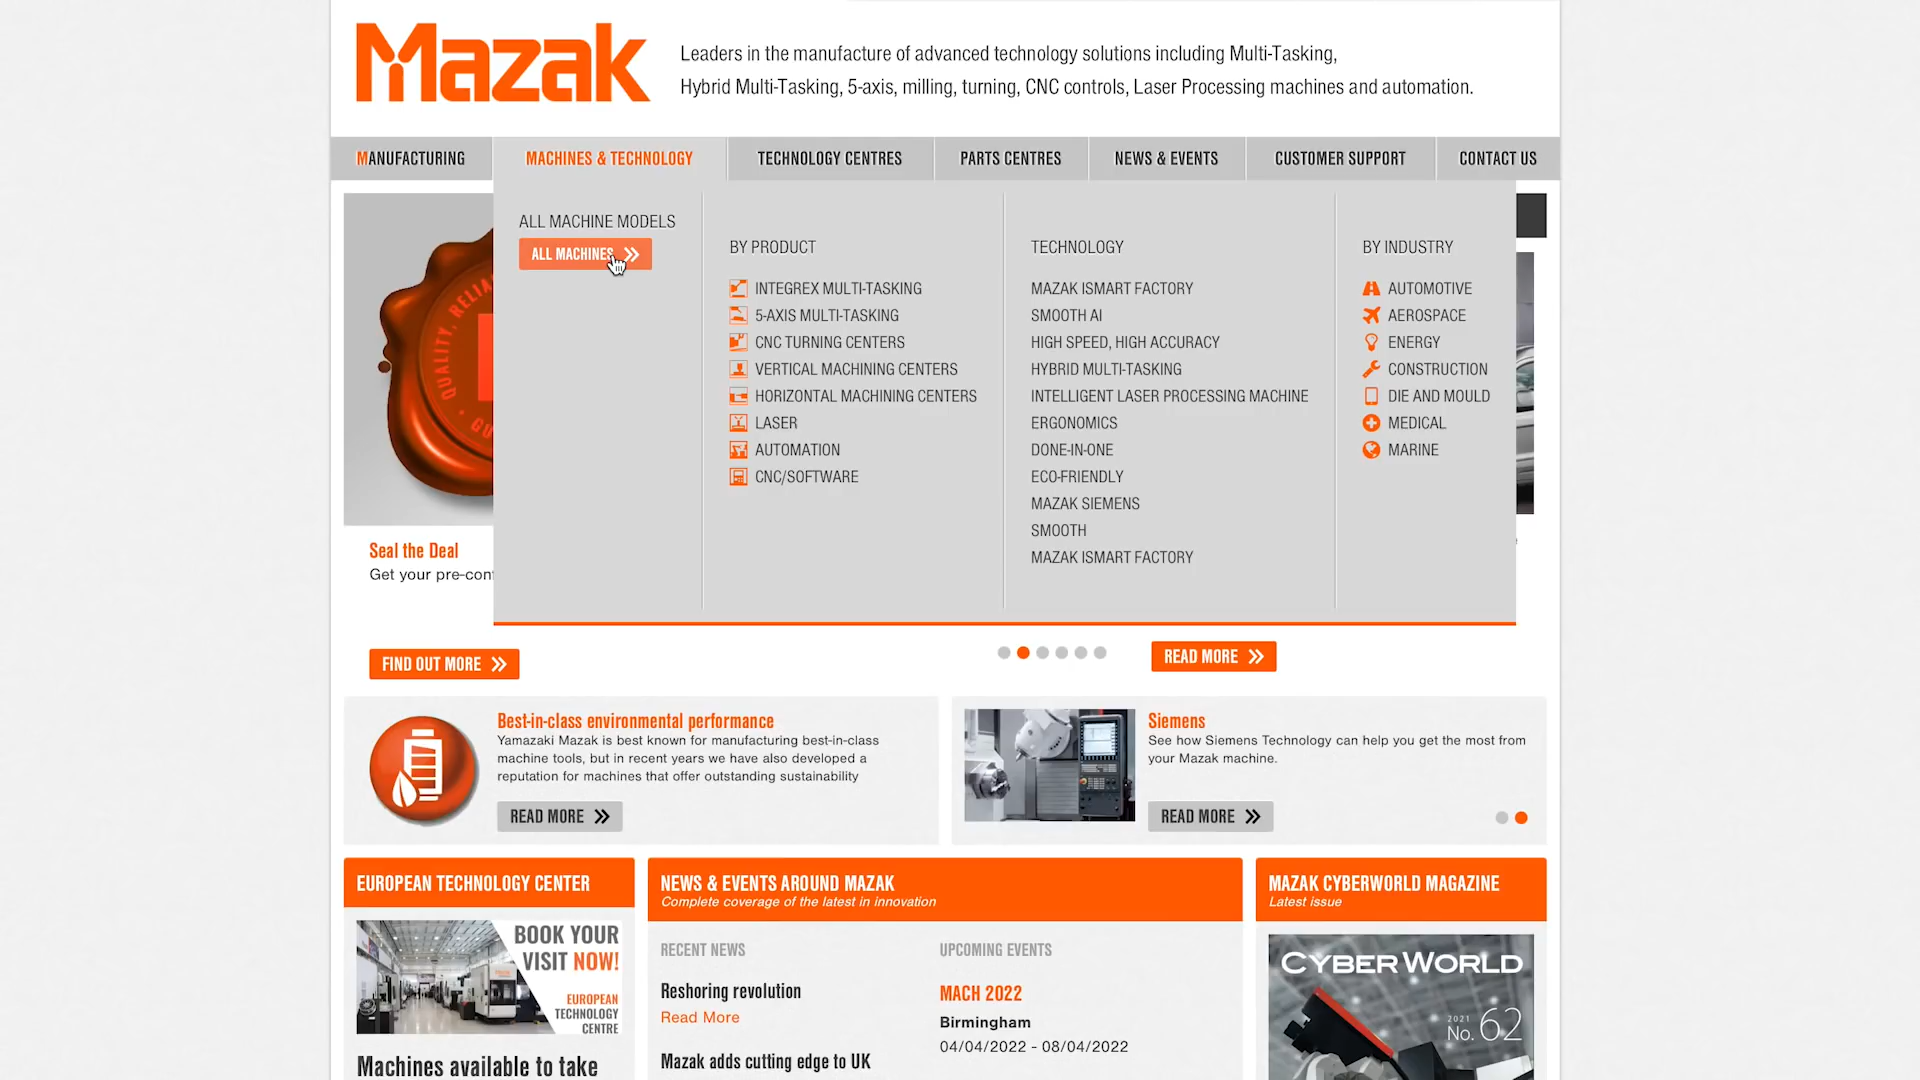 Mazak
Leaders in the manufacture of advanced technology solutions including Multi-Tasking,
Hybrid Multi-Tasking, 5-axis, milling, turning, CNC controls, Laser Processing machines and automation.
MANUFACTURING
MACHINES & TECHNOLOGY
TECHNOLOGY CENTRES
PARTS CENTRES
NEWS & EVENTS
CUSTOMER SUPPORT
CONTACT US
ALL MACHINE MODELS
ALL MACHINES
BY PRODUCT
INTEGREX MULTI-TASKING
5-AXIS MULTI-TASKING
CNC TURNING CENTERS
VERTICAL MACHINING CENTERS
HORIZONTAL MACHINING CENTERS
LASER
AUTOMATION
CNC/SOFTWARE
TECHNOLOGY
MAZAK ISMART FACTORY
SMOOTH AI
HIGH SPEED, HIGH ACCURACY
HYBRID MULTI-TASKING
INTELLIGENT LASER PROCESSING MACHINE
ERGONOMICS
DONE-IN-ONE
ECO-FRIENDLY
MAZAK SIEMENS
SMOOTH
MAZAK ISMART FACTORY
BY INDUSTRY
AUTOMOTIVE
AEROSPACE
ENERGY
CONSTRUCTION
DIE AND MOULD
MEDICAL
MARINE
QUALITY,
Seal the Deal
Get your
FIND OUT MORE
READ MORE
Best-in-class environmental performance
Yamazaki Mazak is best known for manufacturing best-in-class
machine tools, but in recent years we have also developed a
reputation for machines that offer outstanding sustainability
READ MORE
Siemens
See how Siemens Technology can help you get the most from
your Mazak machine.
READ MORE
EUROPEAN TECHNOLOGY CENTER
BOOK YOUR
VISIT NOW!
EUROPEAN
TECHNOLOGY
CENTRE
Machines available to take
NEWS & EVENTS AROUND MAZAK
Complete coverage of the latest in innovation
RECENT NEWS
Reshoring revolution
Read More
Mazak adds cutting edge to UK
UPCOMING EVENTS
MACH 2022
Birmingham
04/04/2022 - 08/04/2022
MAZAK CYBERWORLD MAGAZINE
Latest issue
CYBERWORLD
2021
No. 62